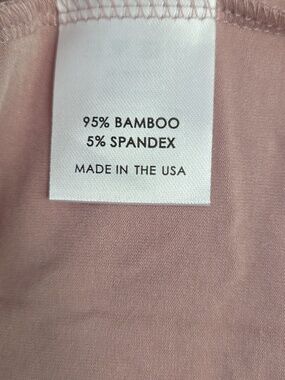 95% BAMBOO
5% SPANDEX
MADE IN THE USA